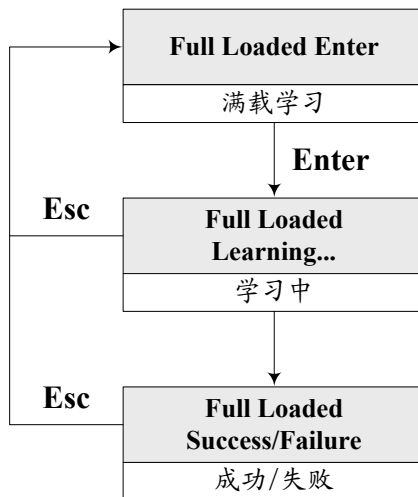 Full Loaded Enter
满载学习
Enter
Esc
Full Loaded
Learning...
学习中
Esc
Full Loaded
Success/Failure
成功/失败